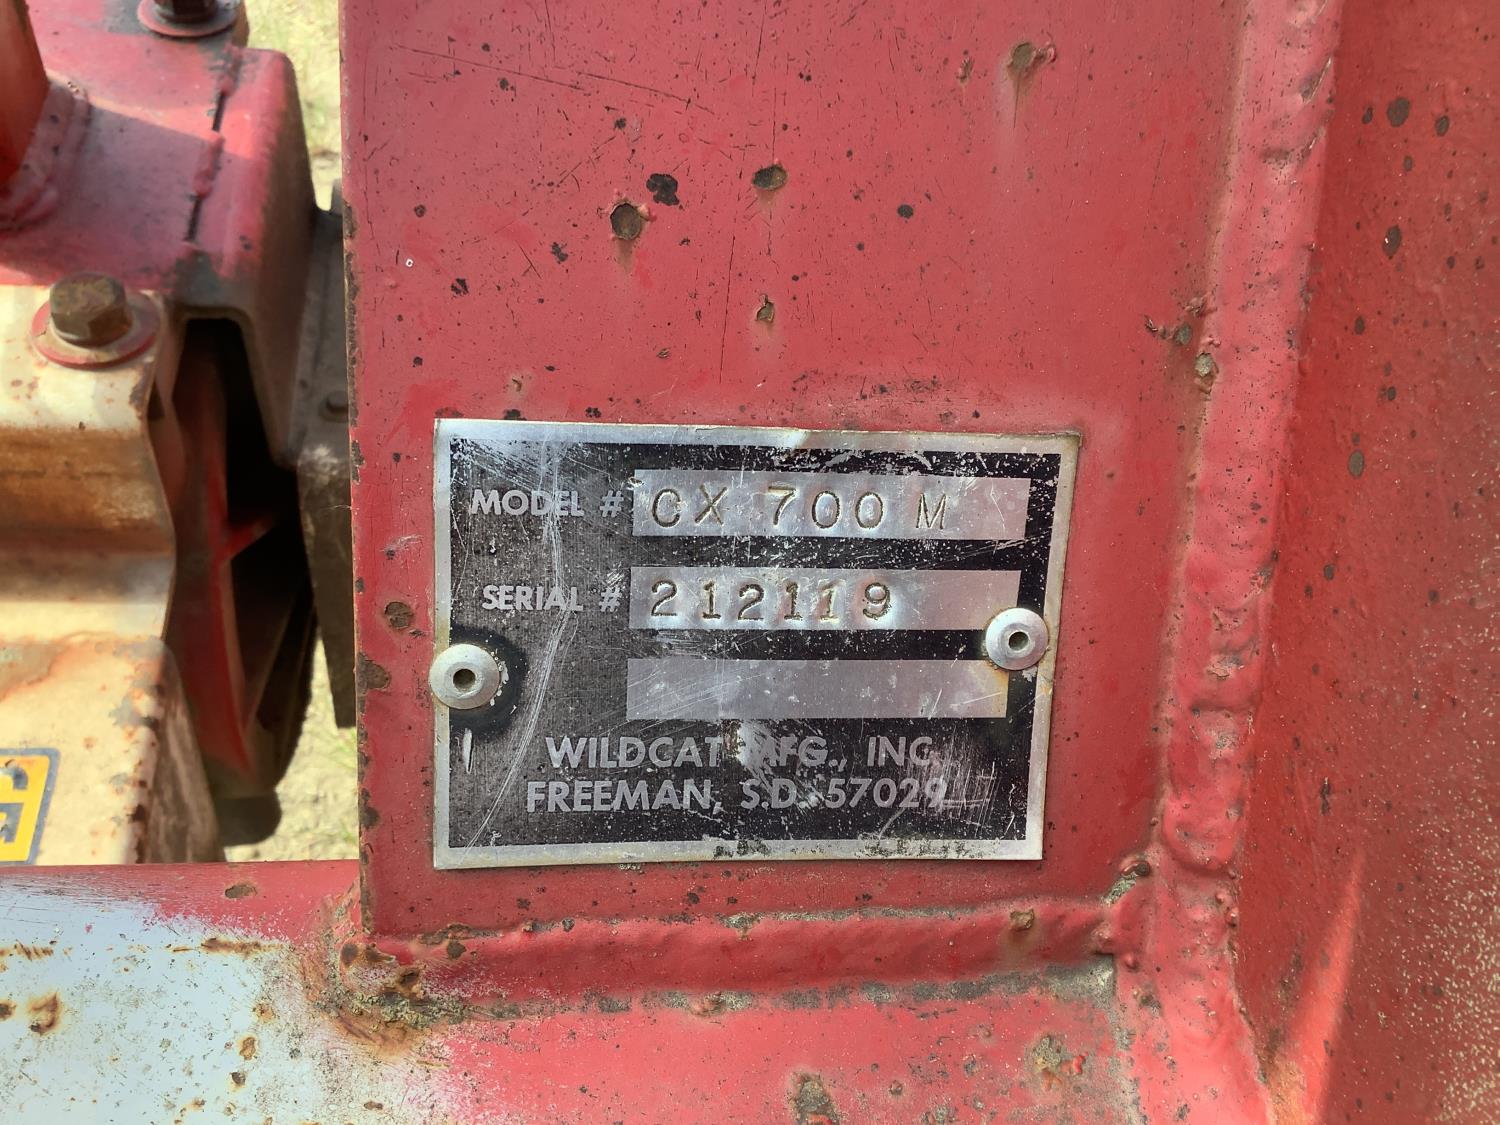 MODEL # CX 700 M
SERIAL # 212119
WILDCAT MFG., INC.
FREEMAN, S.D. 57029